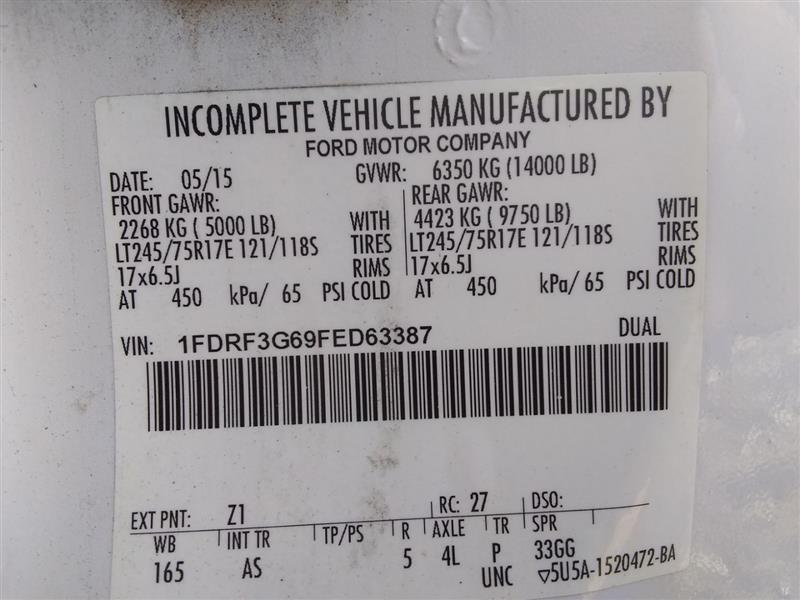 INCOMPLETE VEHICLE MANUFACTURED BY
FORD MOTOR COMPANY
DATE: 05/15 GVWR: 6350 KG (14000 LB)
FRONT GAWR: REAR GAWR:
2268 KG ( 5000 LB) WITH 4423 KG ( 9750 LB) WITH
LT245/75R17E 121/118S TIRES LT245/75R17E 121/118S TIRES
17x6.5J RIMS 17x6.5J RIMS
AT 450 kPa/ 65 PSI COLD AT 450 kPa/ 65 PSI COLD
VIN: 1FDRF3G69FED63387 DUAL
EXT PNT: Z1 RC: 27 DSO:
WB INT TR TP/PS R AXLE TR SPR
165 AS 5 4L P 33GG
UNC ▽5U5A-1520472-BA